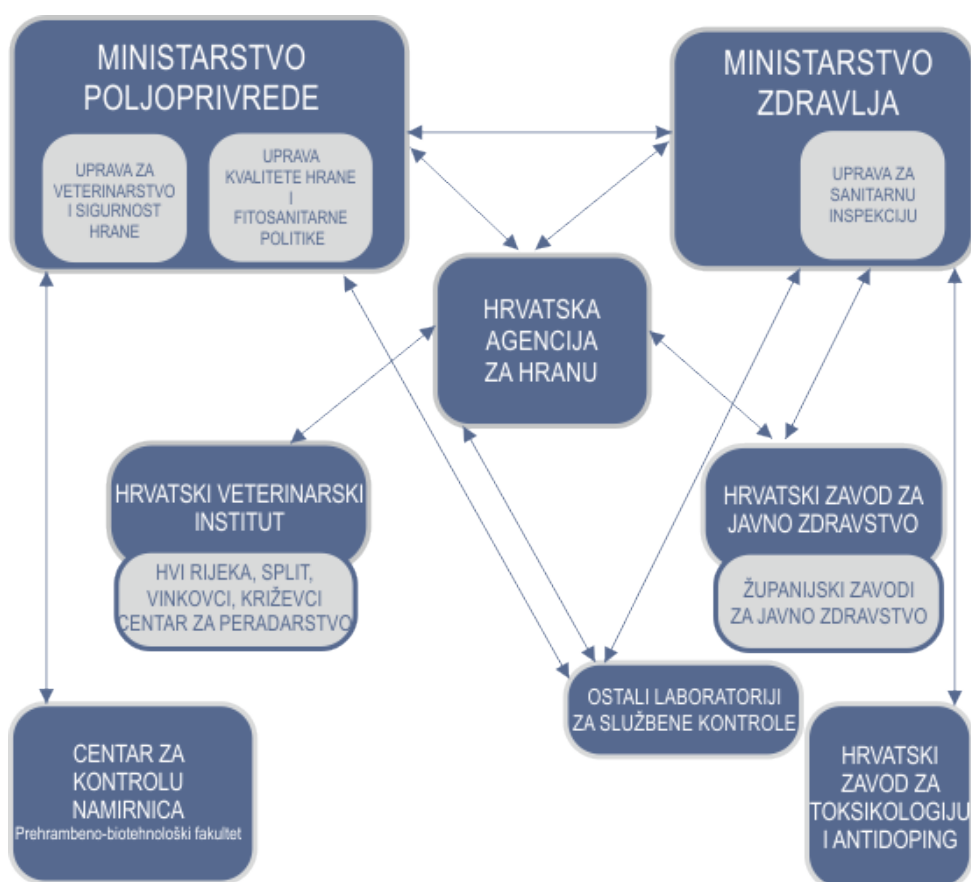 MINISTARSTVO
POLJOPRIVREDE
UPRAVA ZA
VETERINARSTVO
I SIGURNOST
HRANE
UPRAVA
KVALITETE HRANE
I
FITOSANITARNE
POLITIKE
MINISTARSTVO
ZDRAVLJA
UPRAVA ZA
SANITARNU
INSPEKCIJU
HRVATSKA
AGENCIJA
ZA HRANU
HRVATSKI VETERINARSKI
INSTITUT
HVI RIJEKA, SPLIT,
VINKOVCI, KRIŽEVCI
CENTAR ZA PERADARSTVO
HRVATSKI ZAVOD ZA
JAVNO ZDRAVSTVO
ŽUPANIJSKI ZAVODI
ZA JAVNO ZDRAVSTVO
OSTALI LABORATORIJI
ZA SLUŽBENE KONTROLE
CENTAR ZA
KONTROLU
NAMIRNICA
Prehrambeno-biotehnološki fakultet
HRVATSKI
ZAVOD ZA
TOKSIKOLOGIJU
I ANTIDOPING